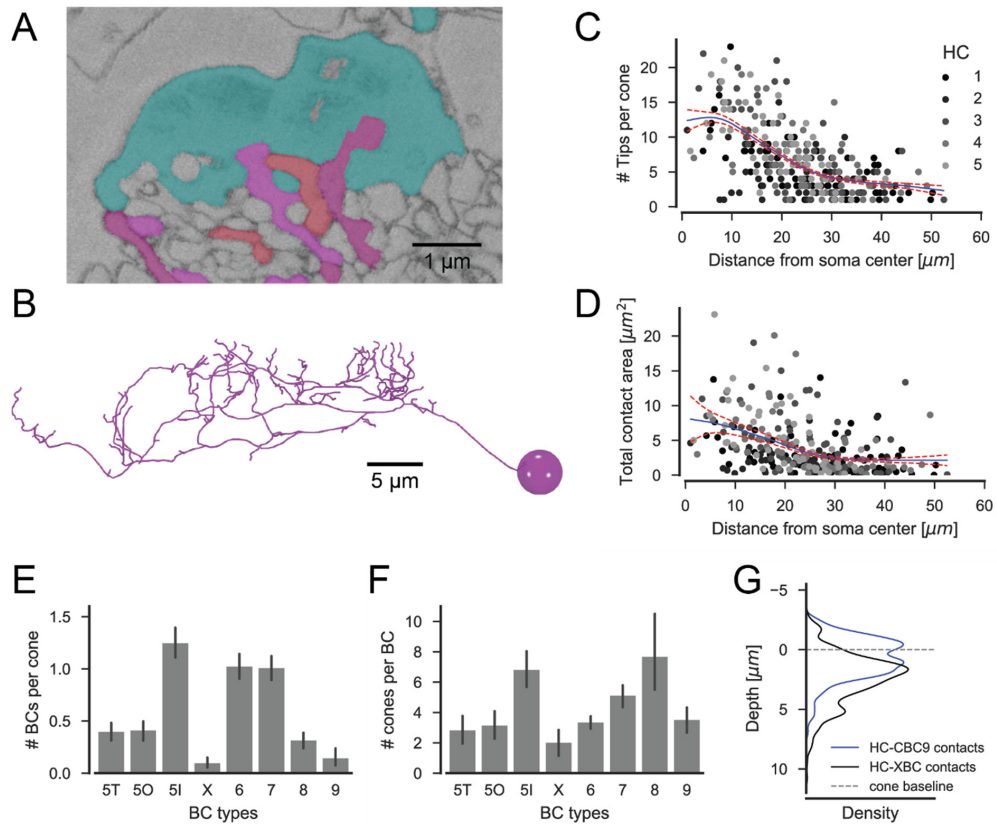 A
1 µm
B
5 µm
C
# Tips per cone
20
15
10
5
0
0 10 20 30 40 50 60
Distance from soma center [µm]
HC
1
2
3
4
5
D
Total contact area [µm²]
20
15
10
5
0
0 10 20 30 40 50 60
Distance from soma center [µm]
E
# BCs per cone
1.5
1.0
0.5
0.0
5T 5O 5I X 6 7 8 9
BC types
F
# cones per BC
10
8
6
4
2
0
5T 5O 5I X 6 7 8 9
BC types
G
Depth [µm]
−5
0
5
10
HC-CBC9 contacts
HC-XBC contacts
cone baseline
Density